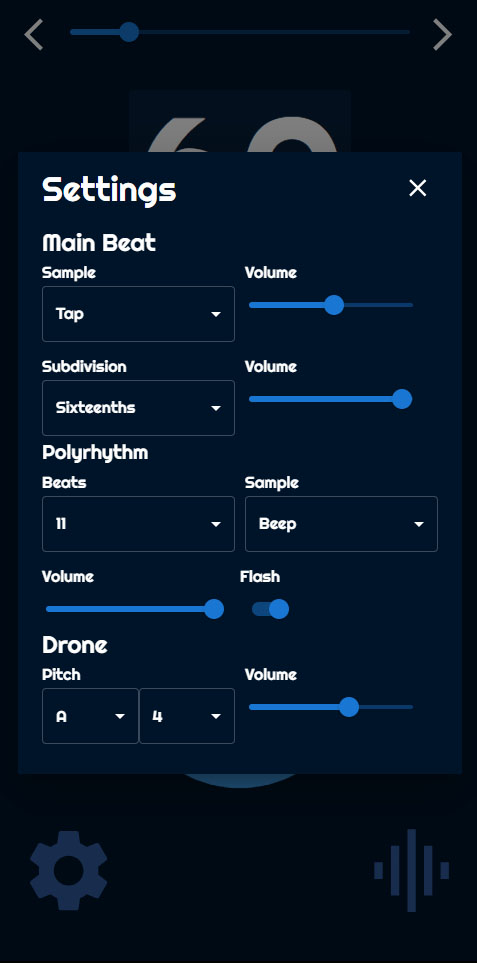 Settings
Main Beat
Sample Volume
Tap
Subdivision Volume
Sixteenths
Polyrhythm
Beats Sample
11 Beep
Volume Flash
Drone
Pitch Volume
A 4